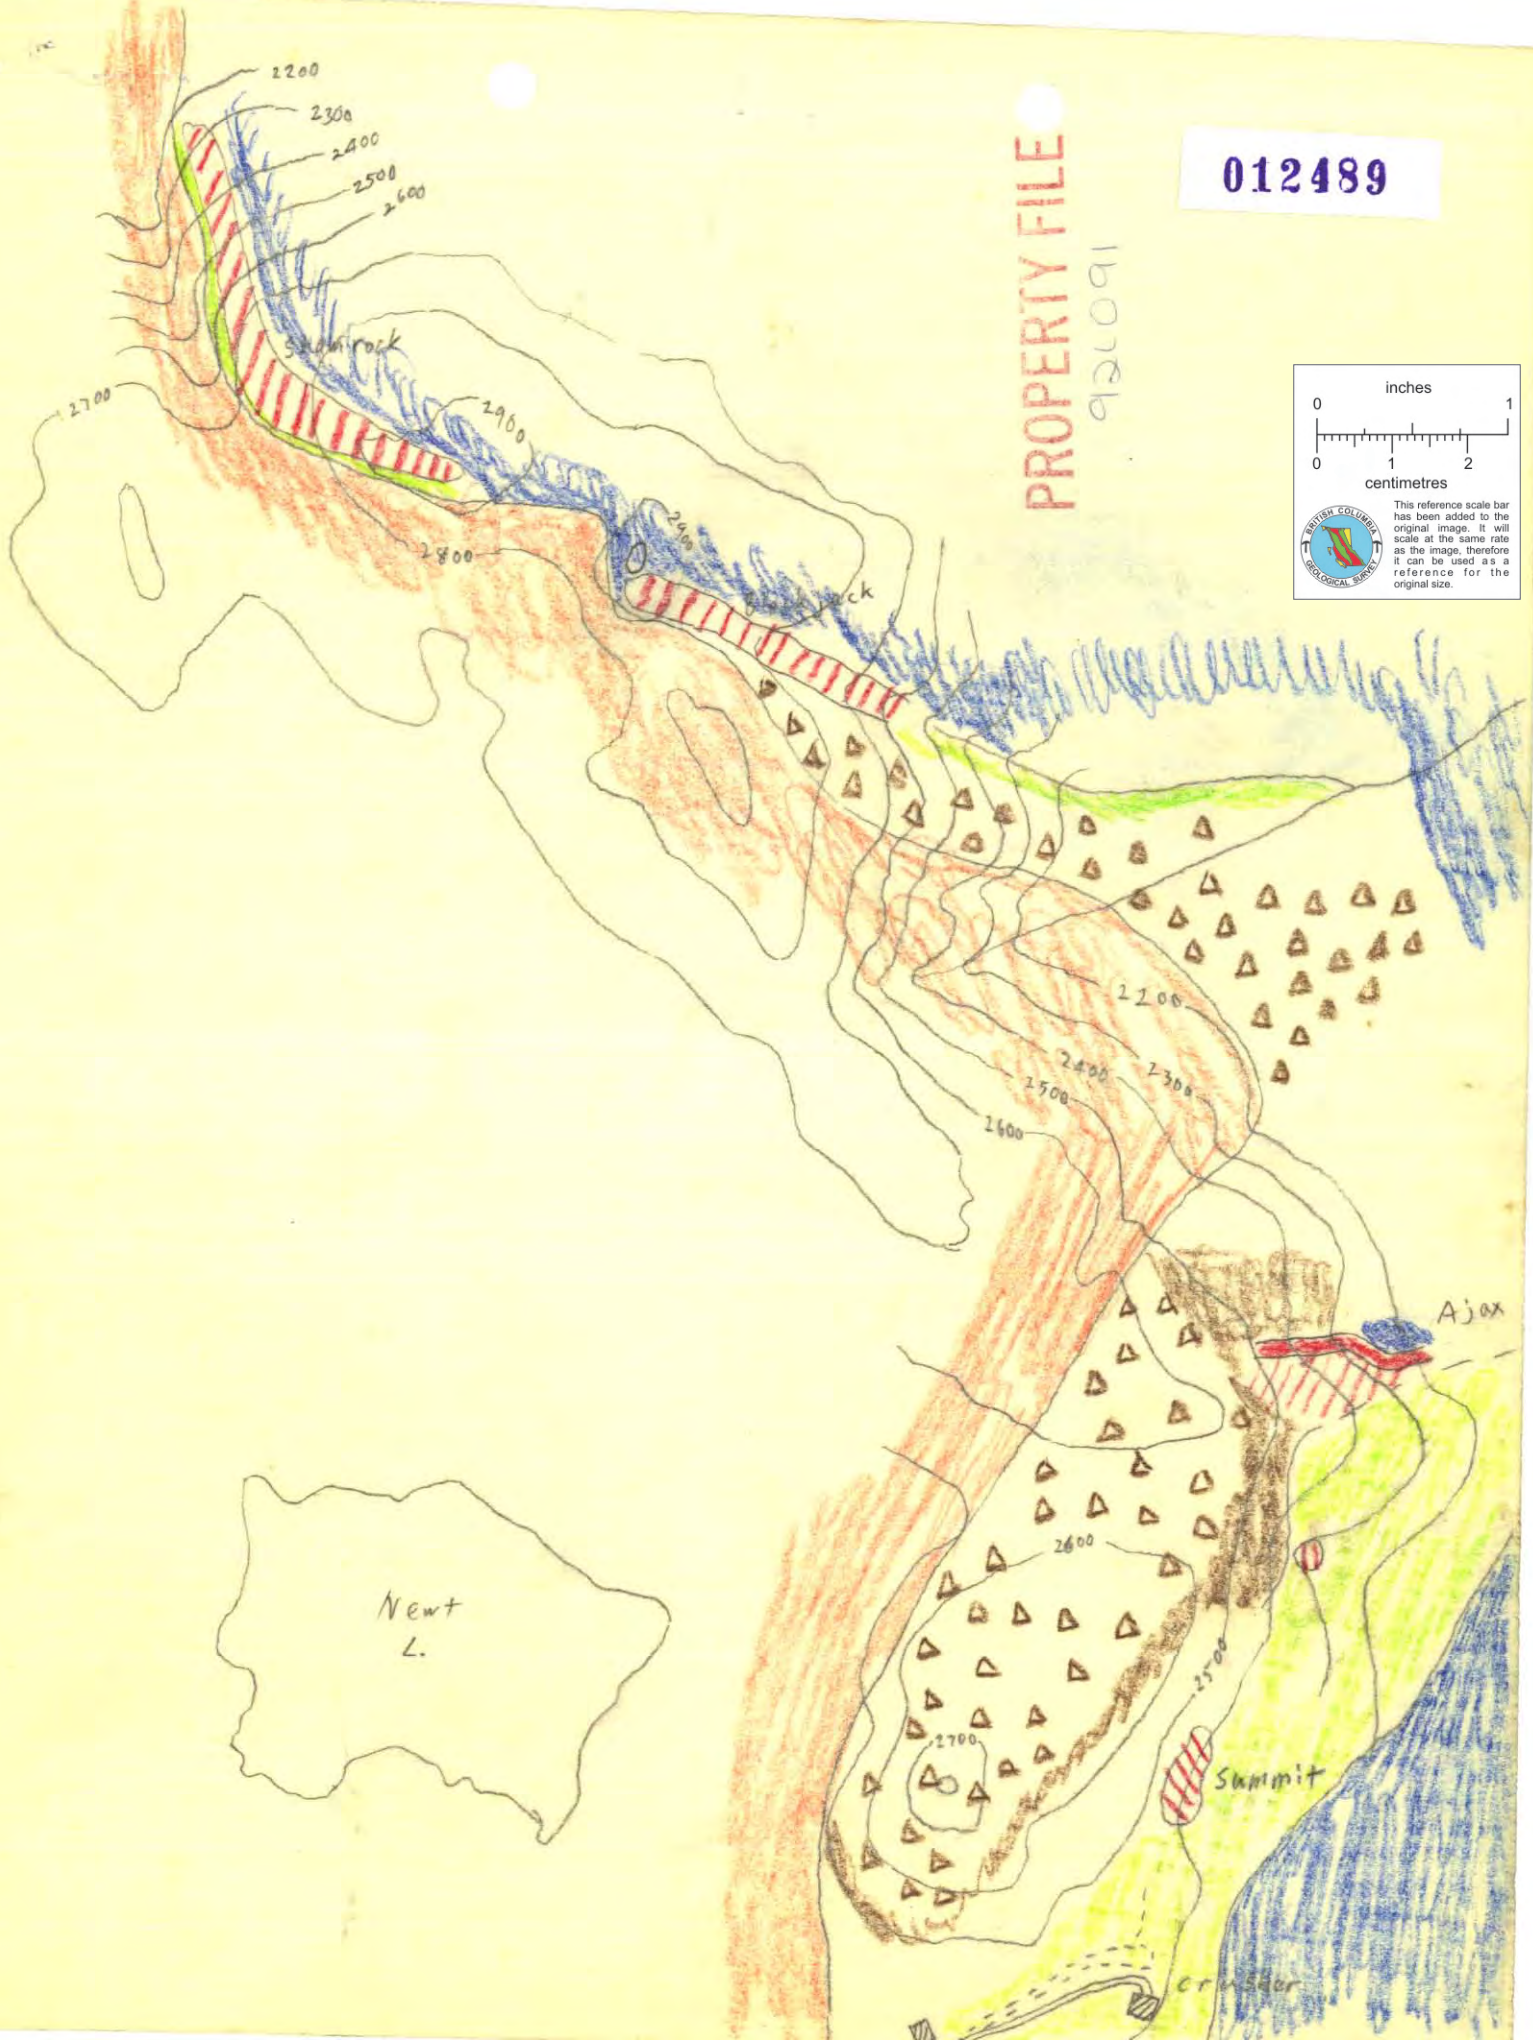 2200
2300
2400
2500
2600
PROPERTY FILE
92L091
012489
inches
0 1
0 1 2
centimetres
BRITISH COLUMBIA
GEOLOGICAL SURVEY
This reference scale bar
has been added to the
original image. It will
scale at the same rate
as the image, therefore
it can be used as a
reference for the
original size.
Shamrock
2700
2900
2900
2800
2200
2400
2300
2500
2600
Ajax
2600
Newt
L.
2500
2700
Summit
crusher